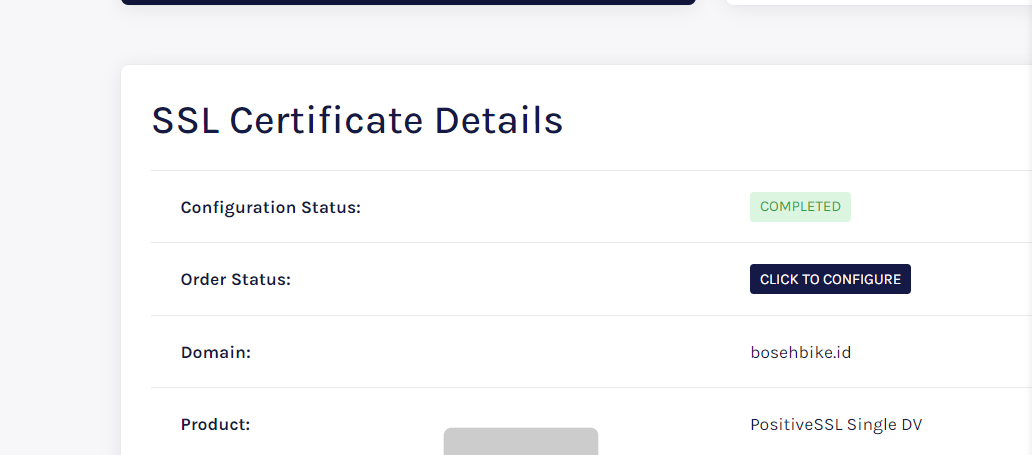 SSL Certificate Details
Configuration Status: COMPLETED
Order Status: CLICK TO CONFIGURE
Domain: bosehbike.id
Product: PositiveSSL Single DV